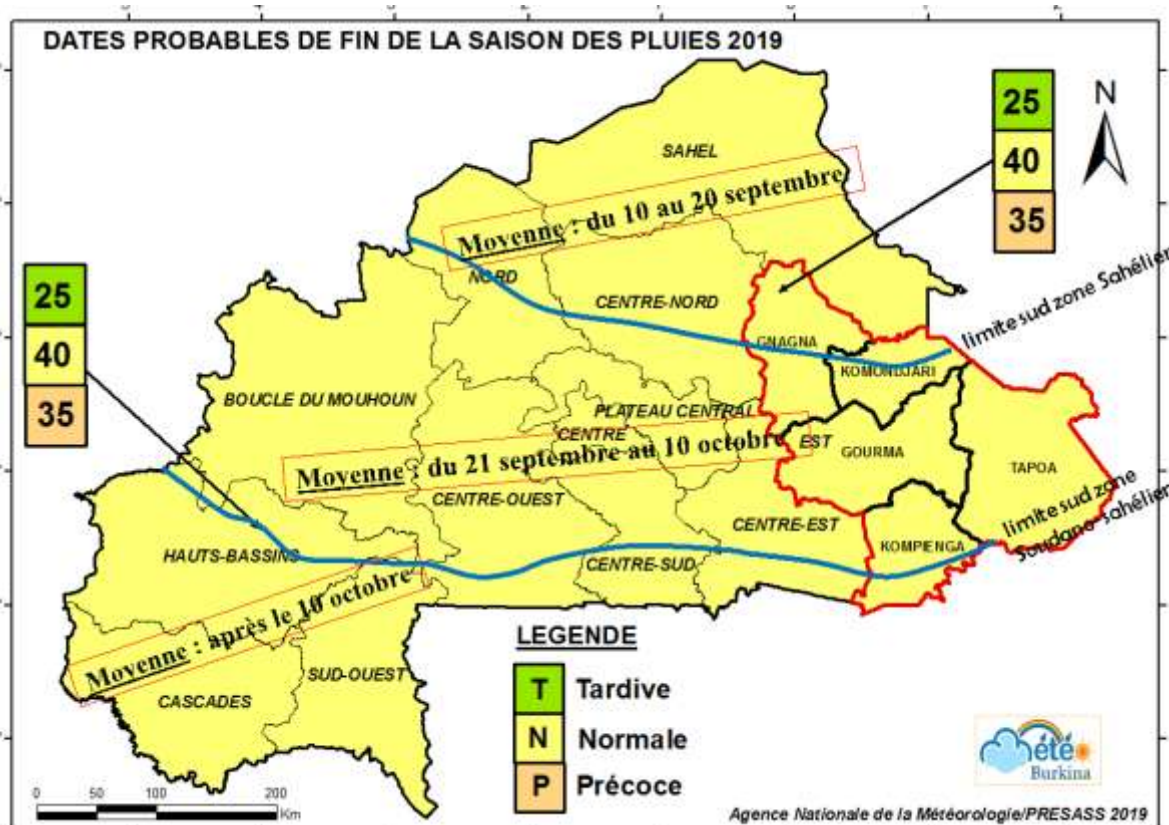 DATES PROBABLES DE FIN DE LA SAISON DES PLUIES 2019
25
40
35
N
SAHEL
Moyenne : du 10 au 20 septembre
NORD
CENTRE-NORD
limite sud zone Sahélier
25
40
35
GNAGNA
KOMONDJARI
BOUCLE DU MOUHOUN
PLATEAU CENTRAL
CENTRE
EST
Moyenne : du 21 septembre au 10 octobre
GOURMA
TAPOA
CENTRE-OUEST
CENTRE-EST
limite sud zone
Soudano-Sahélier
HAUTS-BASSINS
KOMPIENGA
CENTRE-SUD
Moyenne : après le 10 octobre
SUD-OUEST
CASCADES
LEGENDE
T Tardive
N Normale
P Précoce
0 50 100 200
Km
été
Burkina
Agence Nationale de la Météorologie/PRESASS 2019